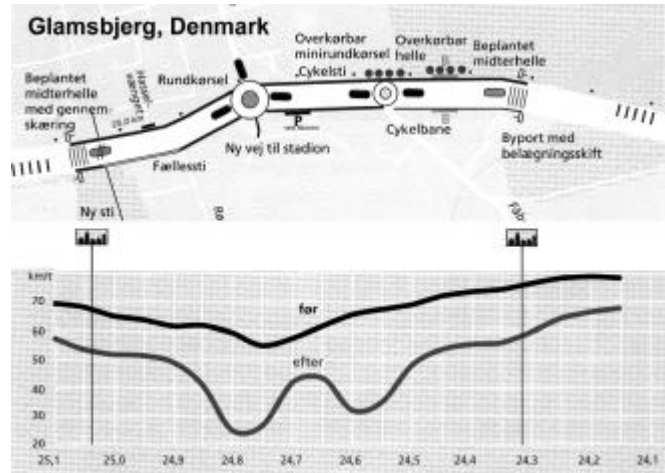 Glamsbjerg, Denmark
Overkørbar
minirundkørsel
Overkørbar
helle
Beplantet
midterhelle
Cykelsti
Rundkørsel
Beplantet
midterhelle
med gennem-
skæring
P
Cykelbane
Byport med
belægningsskift
Ny vej til stadion
Fællessti
Ny sti
km/t
70
60
50
40
30
20
før
efter
25,1 25,0 24,9 24,8 24,7 24,6 24,5 24,4 24,3 24,2 24,1